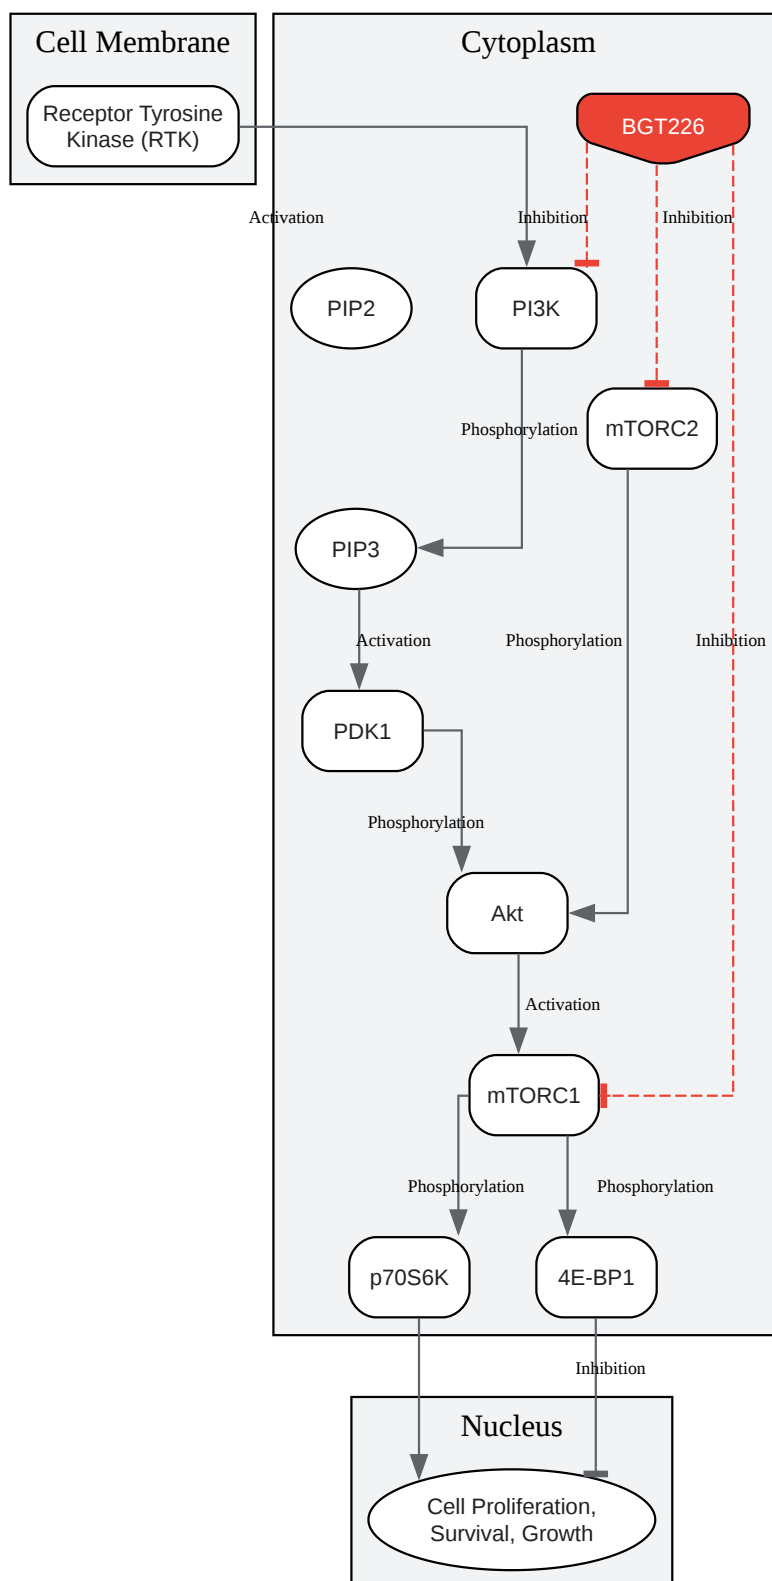 Cell Membrane
Cytoplasm
Receptor Tyrosine
Kinase (RTK)
BGT226
Activation
Inhibition
Inhibition
PIP2
PI3K
mTORC2
Phosphorylation
PIP3
Activation
Phosphorylation
Inhibition
PDK1
Phosphorylation
Akt
Activation
mTORC1
Phosphorylation
Phosphorylation
p70S6K
4E-BP1
Inhibition
Nucleus
Cell Proliferation,
Survival, Growth